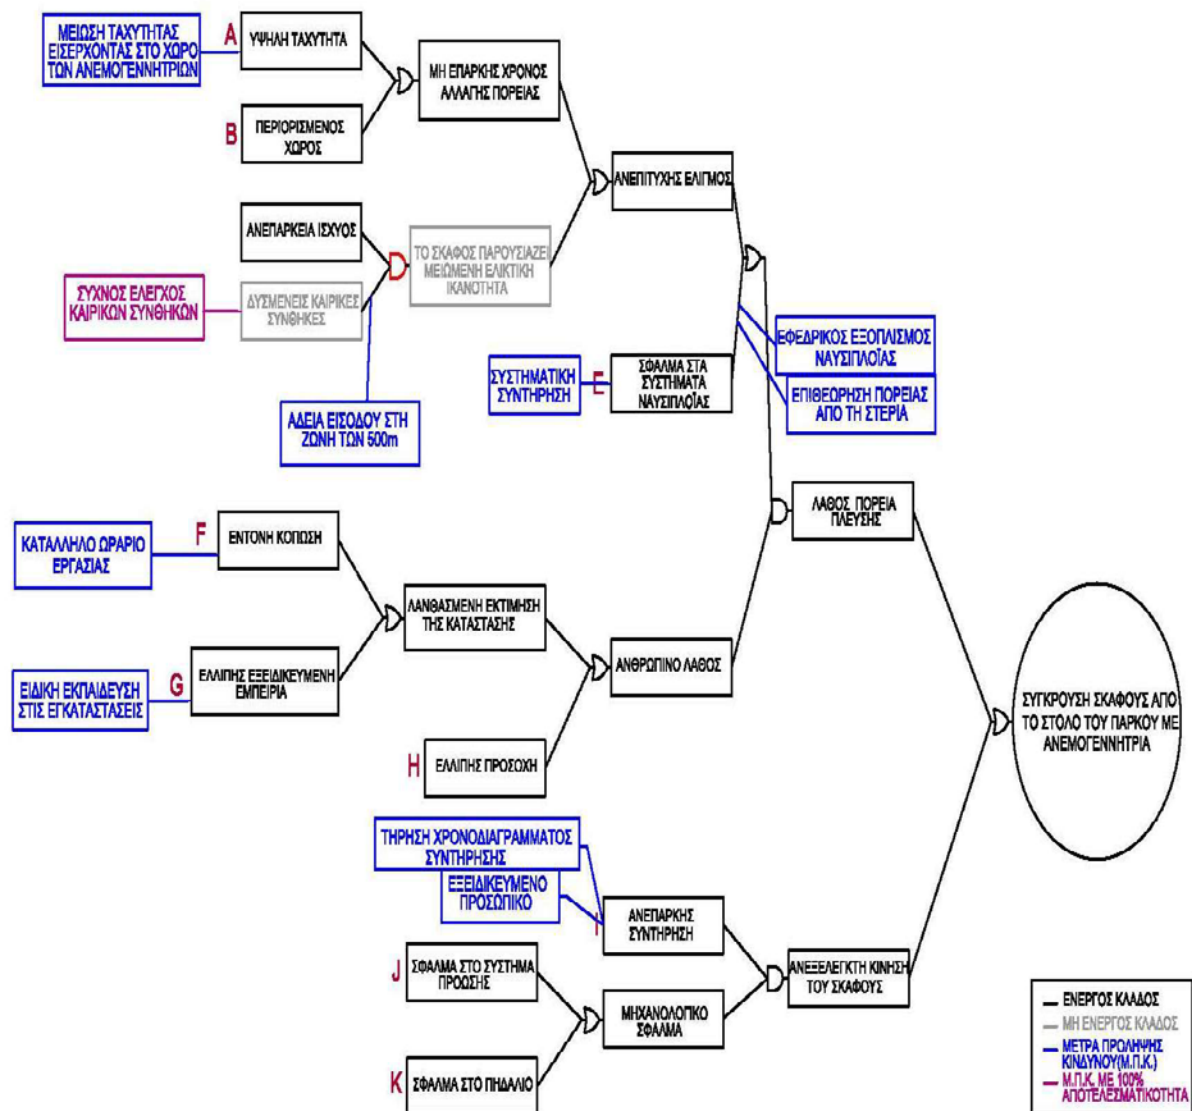 ΜΕΙΩΣΗ ΤΑΧΥΤΗΤΑΣ
ΕΙΣΕΡΧΟΝΤΑΣ ΣΤΟ ΧΩΡΟ
ΤΩΝ ΑΝΕΜΟΓΕΝΝΗΤΡΙΩΝ
A
ΥΨΗΛΗ ΤΑΧΥΤΗΤΑ
ΜΗ ΕΠΑΡΚΗΣ ΧΡΟΝΟΣ
ΑΛΛΑΓΗΣ ΠΟΡΕΙΑΣ
B
ΠΕΡΙΟΡΙΣΜΕΝΟΣ
ΧΩΡΟΣ
ΑΝΕΠΙΤΥΧΗΣ ΕΛΙΓΜΟΣ
ΑΝΕΠΑΡΚΕΙΑ ΙΣΧΥΟΣ
ΤΟ ΣΚΑΦΟΣ ΠΑΡΟΥΣΙΑΖΕΙ
ΜΕΙΩΜΕΝΗ ΕΛΙΚΤΙΚΗ
ΙΚΑΝΟΤΗΤΑ
ΣΥΧΝΟΣ ΕΛΕΓΧΟΣ
ΚΑΙΡΙΚΩΝ ΣΥΝΘΗΚΩΝ
ΔΥΣΜΕΝΕΙΣ ΚΑΙΡΙΚΕΣ
ΣΥΝΘΗΚΕΣ
ΕΦΕΔΡΙΚΟΣ ΕΞΟΠΛΙΣΜΟΣ
ΝΑΥΣΙΠΛΟΪΑΣ
ΣΥΣΤΗΜΑΤΙΚΗ
ΣΥΝΤΗΡΗΣΗ
E
ΣΦΑΛΜΑ ΣΤΑ
ΣΥΣΤΗΜΑΤΑ
ΝΑΥΣΙΠΛΟΪΑΣ
ΕΠΙΘΕΩΡΗΣΗ ΠΟΡΕΙΑΣ
ΑΠΟ ΤΗ ΣΤΕΡΙΑ
ΑΔΕΙΑ ΕΙΣΟΔΟΥ ΣΤΗ
ΖΩΝΗ ΤΩΝ 500m
ΛΑΘΟΣ ΠΟΡΕΙΑ
ΠΛΕΥΣΗΣ
ΚΑΤΑΛΛΗΛΟ ΩΡΑΡΙΟ
ΕΡΓΑΣΙΑΣ
F
ΕΝΤΟΝΗ ΚΟΠΩΣΗ
ΛΑΝΘΑΣΜΕΝΗ ΕΚΤΙΜΗΣΗ
ΤΗΣ ΚΑΤΑΣΤΑΣΗΣ
ΑΝΘΡΩΠΙΝΟ ΛΑΘΟΣ
ΕΙΔΙΚΗ ΕΚΠΑΙΔΕΥΣΗ
ΣΤΙΣ ΕΓΚΑΤΑΣΤΑΣΕΙΣ
G
ΕΛΛΙΠΗΣ ΕΞΕΙΔΙΚΕΥΜΕΝΗ
ΕΜΠΕΙΡΙΑ
ΣΥΓΚΡΟΥΣΗ ΣΚΑΦΟΥΣ ΑΠΟ
ΤΟ ΣΤΟΛΟ ΤΟΥ ΠΑΡΚΟΥ ΜΕ
ΑΝΕΜΟΓΕΝΝΗΤΡΙΑ
H
ΕΛΛΙΠΗΣ ΠΡΟΣΟΧΗ
ΤΗΡΗΣΗ ΧΡΟΝΟΔΙΑΓΡΑΜΜΑΤΟΣ
ΣΥΝΤΗΡΗΣΗΣ
ΕΞΕΙΔΙΚΕΥΜΕΝΟ
ΠΡΟΣΩΠΙΚΟ
I
ΑΝΕΠΑΡΚΗΣ
ΣΥΝΤΗΡΗΣΗ
J
ΣΦΑΛΜΑ ΣΤΟ ΣΥΣΤΗΜΑ
ΠΡΟΩΣΗΣ
ΑΝΕΞΕΛΕΓΚΤΗ ΚΙΝΗΣΗ
ΤΟΥ ΣΚΑΦΟΥΣ
ΜΗΧΑΝΟΛΟΓΙΚΟ
ΣΦΑΛΜΑ
K
ΣΦΑΛΜΑ ΣΤΟ ΠΗΔΑΛΙΟ
ΕΝΕΡΓΟΣ ΚΛΑΔΟΣ
ΜΗ ΕΝΕΡΓΟΣ ΚΛΑΔΟΣ
ΜΕΤΡΑ ΠΡΟΛΗΨΗΣ
ΚΙΝΔΥΝΟΥ(Μ.Π.Κ.)
Μ.Π.Κ. ΜΕ 100%
ΑΠΟΤΕΛΕΣΜΑΤΙΚΟΤΗΤΑ